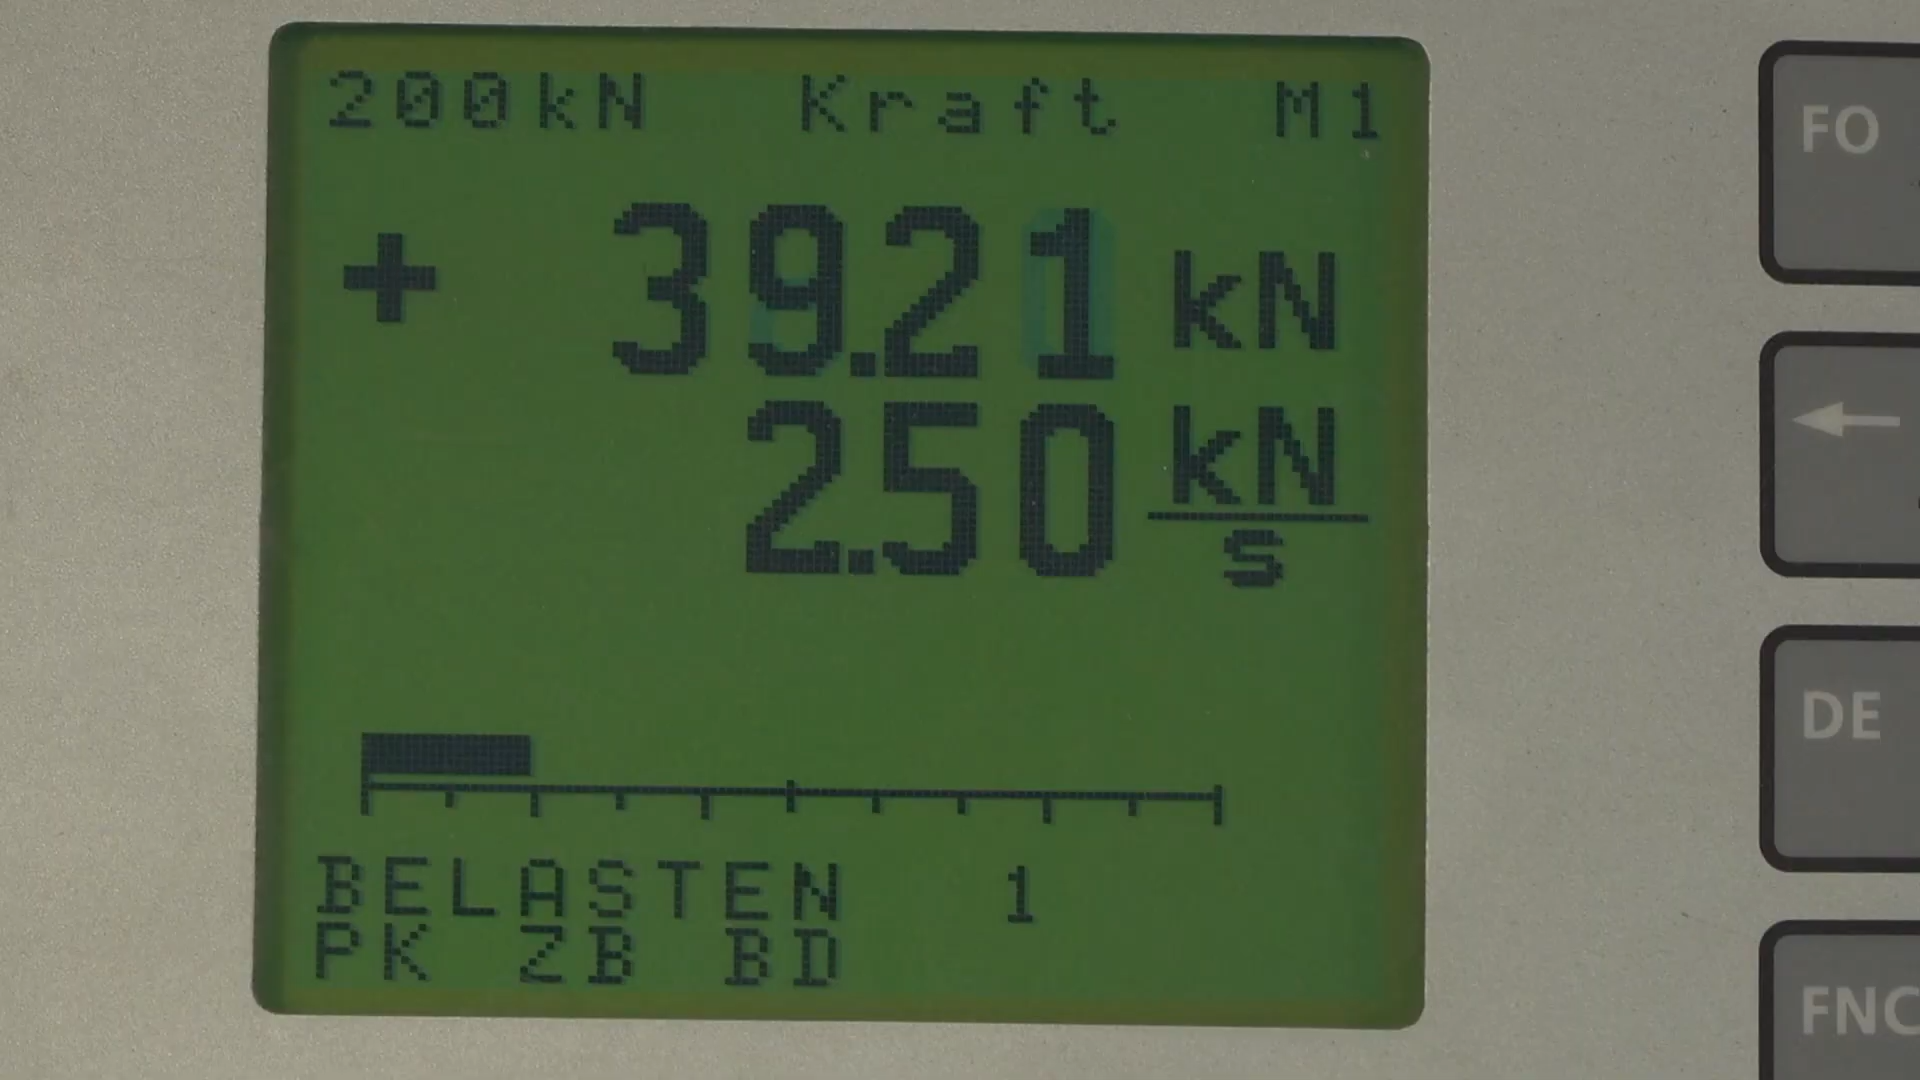 200kN Kraft M1
+ 39.21 kN
2.50 kN/s
BELASTEN 1
PK ZB BD
FO
DE
FNC